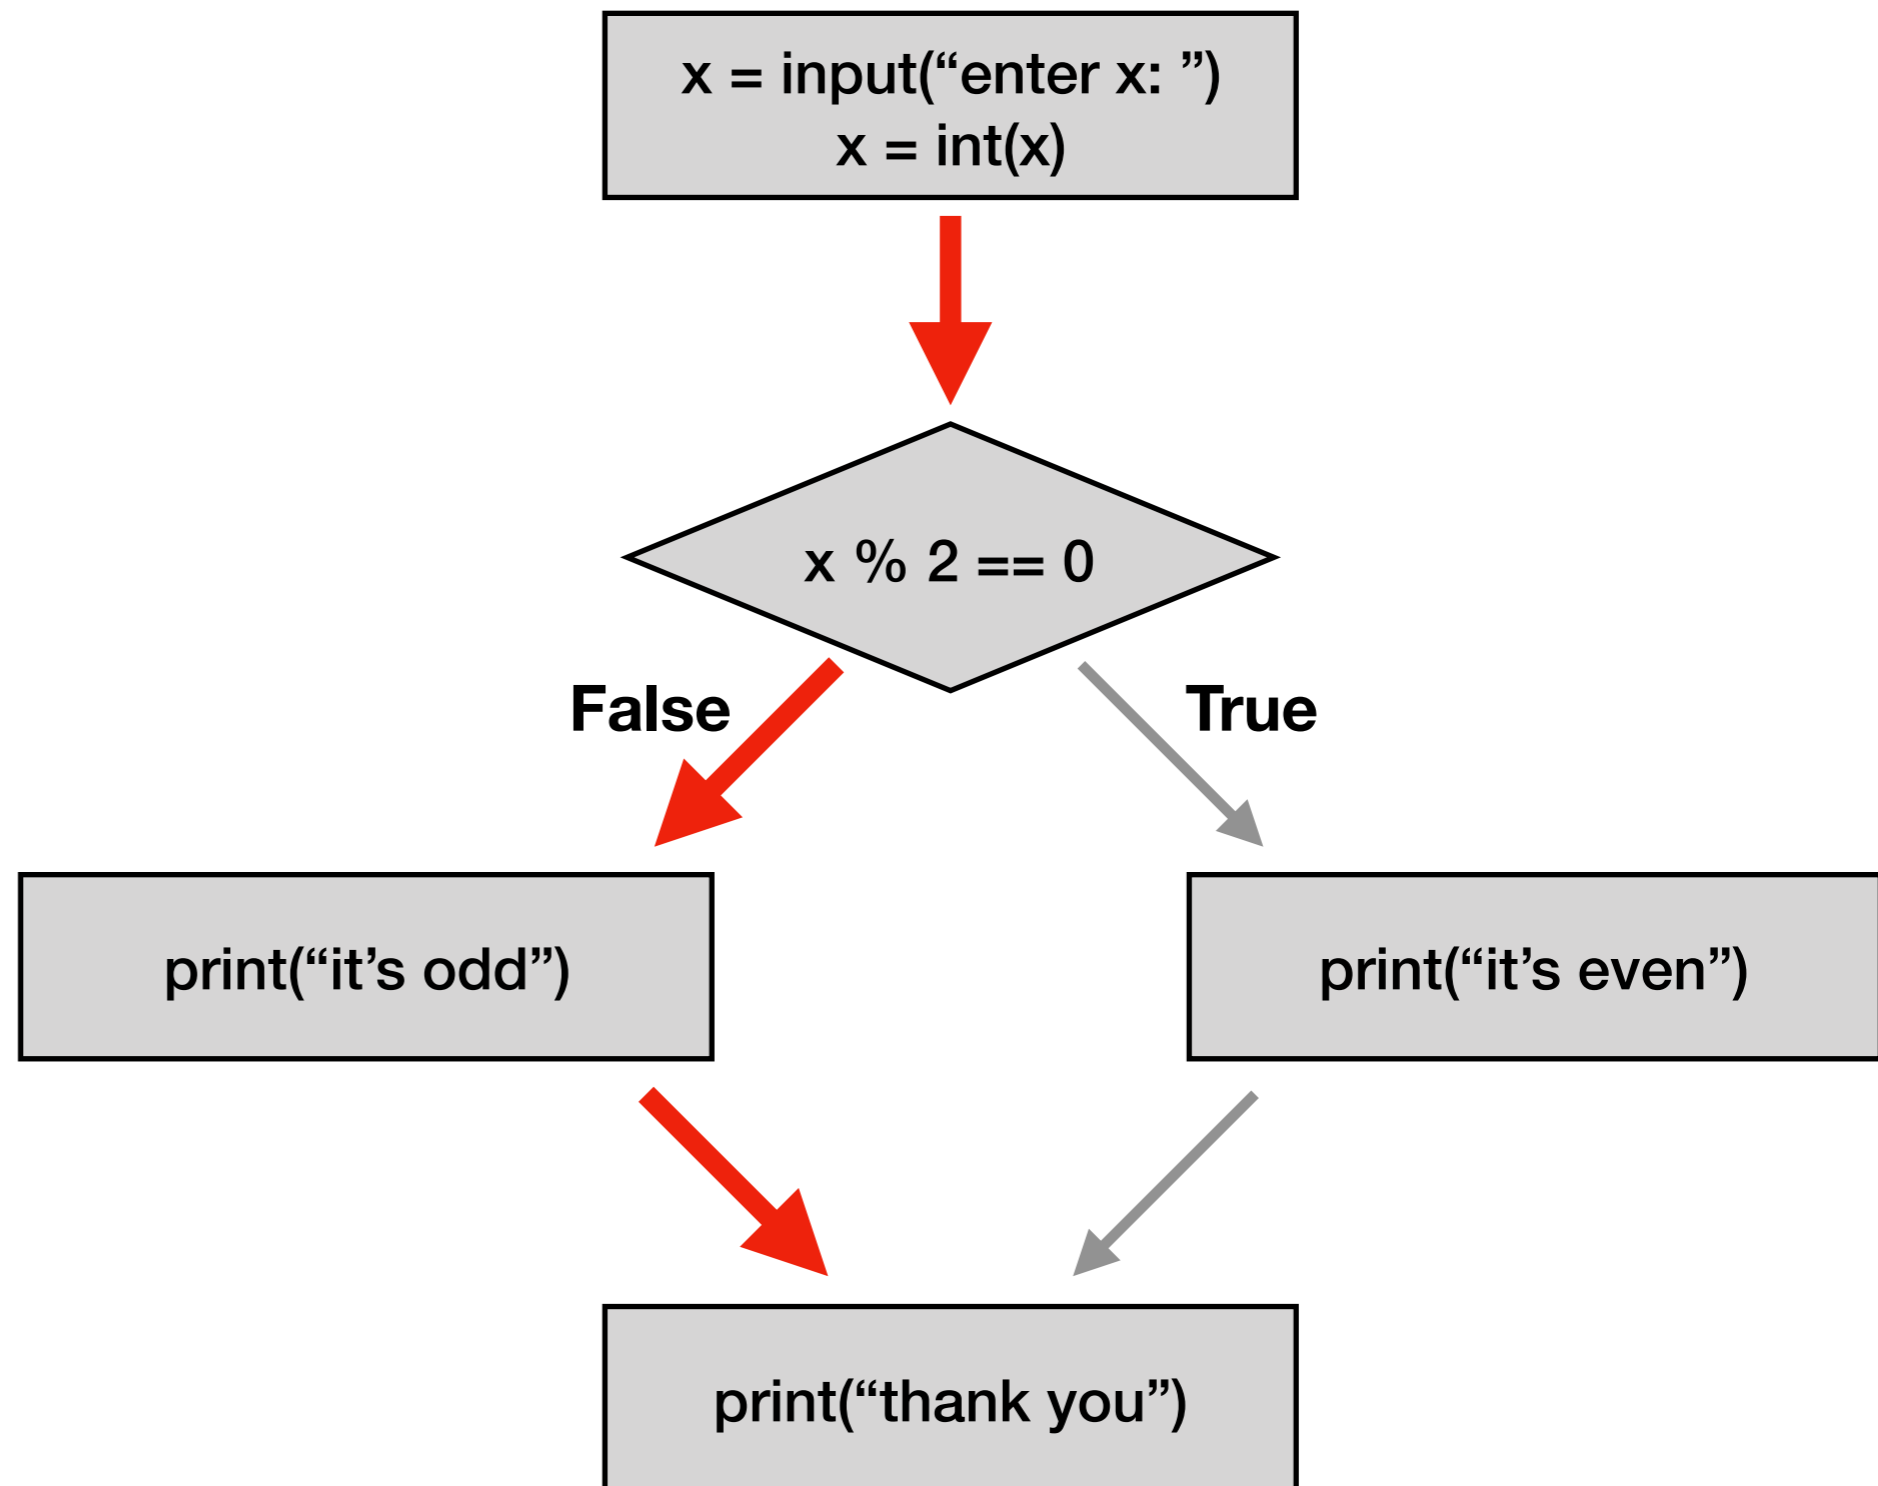 x = input(“enter x: ”)
x = int(x)
x % 2 == 0
False
True
print(“it’s odd”)
print(“it’s even”)
print(“thank you”)